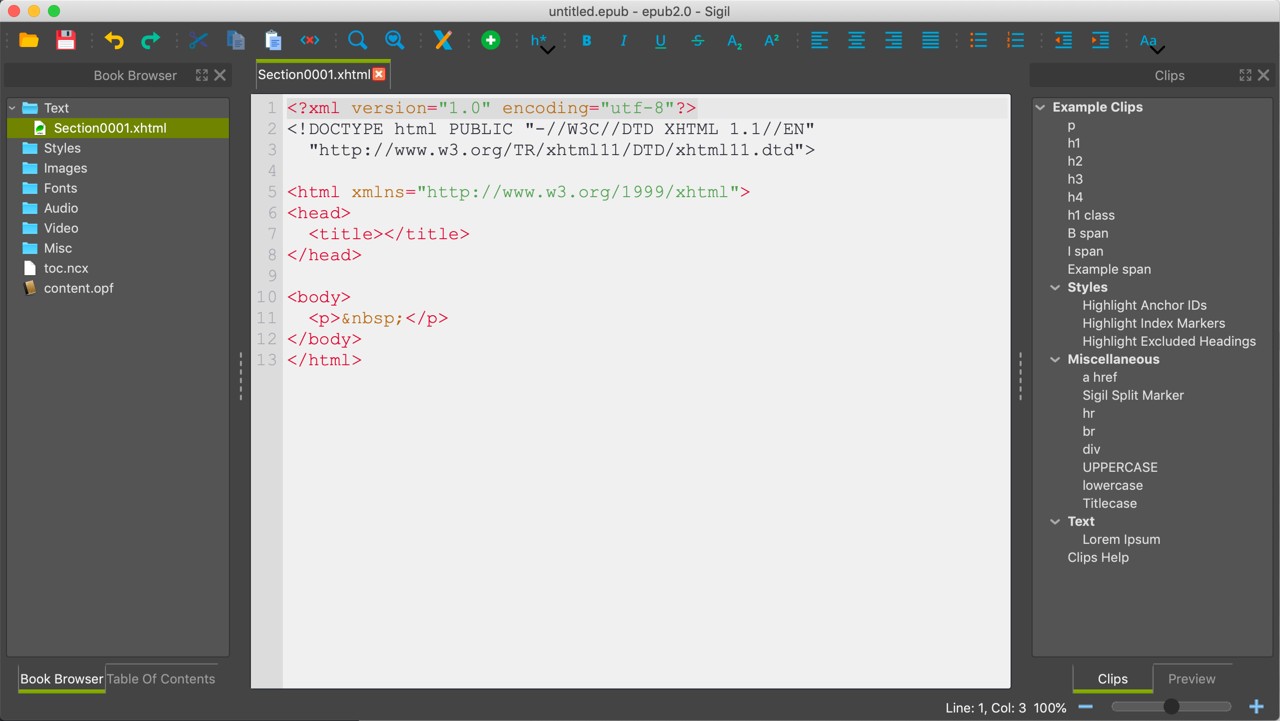 untitled.epub - epub2.0 - Sigil
h*
B
I
U
S
A2
A²
Aa
Book Browser
Section0001.xhtml
Clips
Text
Section0001.xhtml
Styles
Images
Fonts
Audio
Video
Misc
toc.ncx
content.opf
1 <?xml version="1.0" encoding="utf-8"?>
2 <!DOCTYPE html PUBLIC "-//W3C//DTD XHTML 1.1//EN"
3   "http://www.w3.org/TR/xhtml11/DTD/xhtml11.dtd">
4
5 <html xmlns="http://www.w3.org/1999/xhtml">
6 <head>
7   <title></title>
8 </head>
9
10 <body>
11   <p>&nbsp;</p>
12 </body>
13 </html>
Example Clips
p
h1
h2
h3
h4
h1 class
B span
I span
Example span
Styles
Highlight Anchor IDs
Highlight Index Markers
Highlight Excluded Headings
Miscellaneous
a href
Sigil Split Marker
hr
br
div
UPPERCASE
lowercase
Titlecase
Text
Lorem Ipsum
Clips Help
Book Browser
Table Of Contents
Clips
Preview
Line: 1, Col: 3 100%